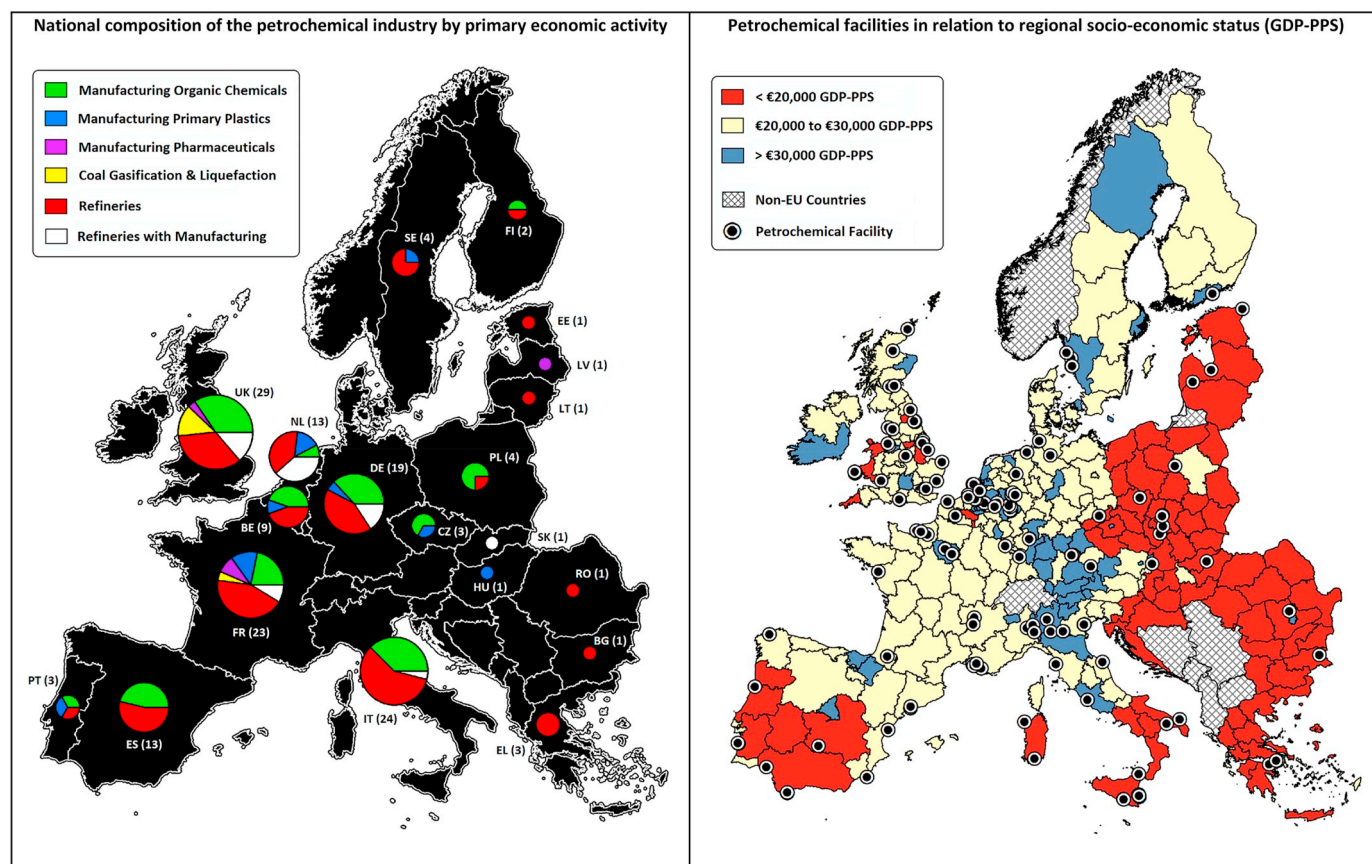 National composition of the petrochemical industry by primary economic activity
Manufacturing Organic Chemicals
Manufacturing Primary Plastics
Manufacturing Pharmaceuticals
Coal Gasification & Liquefaction
Refineries
Refineries with Manufacturing
SE (4)
FI (2)
EE (1)
LV (1)
LT (1)
UK (29)
NL (13)
DE (19)
PL (4)
BE (9)
CZ (3)
SK (1)
HU (1)
RO (1)
FR (23)
BG (1)
PT (3)
ES (13)
IT (24)
EL (3)
Petrochemical facilities in relation to regional socio-economic status (GDP-PPS)
< €20,000 GDP-PPS
€20,000 to €30,000 GDP-PPS
> €30,000 GDP-PPS
Non-EU Countries
Petrochemical Facility